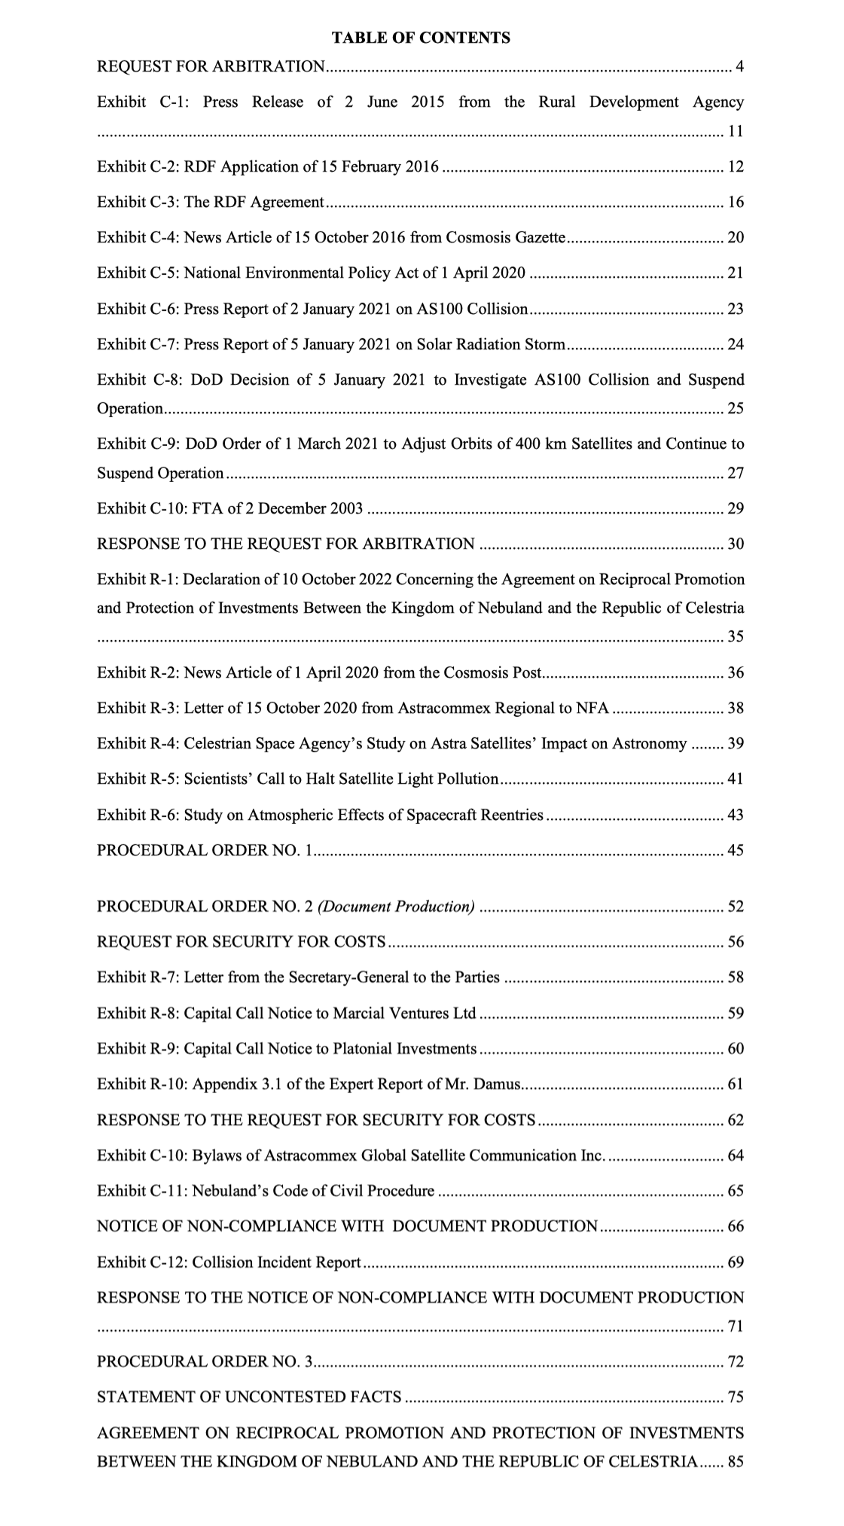 TABLE OF CONTENTS
REQUEST FOR ARBITRATION.................................................................................................. 4
Exhibit C-1: Press Release of 2 June 2015 from the Rural Development Agency
...................................................................................................................................................... 11
Exhibit C-2: RDF Application of 15 February 2016 .................................................................... 12
Exhibit C-3: The RDF Agreement................................................................................................ 16
Exhibit C-4: News Article of 15 October 2016 from Cosmosis Gazette...................................... 20
Exhibit C-5: National Environmental Policy Act of 1 April 2020 ............................................... 21
Exhibit C-6: Press Report of 2 January 2021 on AS100 Collision............................................... 23
Exhibit C-7: Press Report of 5 January 2021 on Solar Radiation Storm...................................... 24
Exhibit C-8: DoD Decision of 5 January 2021 to Investigate AS100 Collision and Suspend
Operation...................................................................................................................................... 25
Exhibit C-9: DoD Order of 1 March 2021 to Adjust Orbits of 400 km Satellites and Continue to
Suspend Operation ....................................................................................................................... 27
Exhibit C-10: FTA of 2 December 2003 ...................................................................................... 29
RESPONSE TO THE REQUEST FOR ARBITRATION ........................................................... 30
Exhibit R-1: Declaration of 10 October 2022 Concerning the Agreement on Reciprocal Promotion
and Protection of Investments Between the Kingdom of Nebuland and the Republic of Celestria
...................................................................................................................................................... 35
Exhibit R-2: News Article of 1 April 2020 from the Cosmosis Post............................................ 36
Exhibit R-3: Letter of 15 October 2020 from Astracommex Regional to NFA ........................... 38
Exhibit R-4: Celestrian Space Agency’s Study on Astra Satellites’ Impact on Astronomy ........ 39
Exhibit R-5: Scientists’ Call to Halt Satellite Light Pollution...................................................... 41
Exhibit R-6: Study on Atmospheric Effects of Spacecraft Reentries ........................................... 43
PROCEDURAL ORDER NO. 1................................................................................................... 45
PROCEDURAL ORDER NO. 2 (Document Production) ........................................................... 52
REQUEST FOR SECURITY FOR COSTS................................................................................. 56
Exhibit R-7: Letter from the Secretary-General to the Parties ..................................................... 58
Exhibit R-8: Capital Call Notice to Marcial Ventures Ltd ........................................................... 59
Exhibit R-9: Capital Call Notice to Platonial Investments ........................................................... 60
Exhibit R-10: Appendix 3.1 of the Expert Report of Mr. Damus................................................. 61
RESPONSE TO THE REQUEST FOR SECURITY FOR COSTS............................................. 62
Exhibit C-10: Bylaws of Astracommex Global Satellite Communication Inc. ............................ 64
Exhibit C-11: Nebuland’s Code of Civil Procedure ..................................................................... 65
NOTICE OF NON-COMPLIANCE WITH DOCUMENT PRODUCTION.............................. 66
Exhibit C-12: Collision Incident Report....................................................................................... 69
RESPONSE TO THE NOTICE OF NON-COMPLIANCE WITH DOCUMENT PRODUCTION
...................................................................................................................................................... 71
PROCEDURAL ORDER NO. 3................................................................................................... 72
STATEMENT OF UNCONTESTED FACTS ............................................................................. 75
AGREEMENT ON RECIPROCAL PROMOTION AND PROTECTION OF INVESTMENTS
BETWEEN THE KINGDOM OF NEBULAND AND THE REPUBLIC OF CELESTRIA...... 85